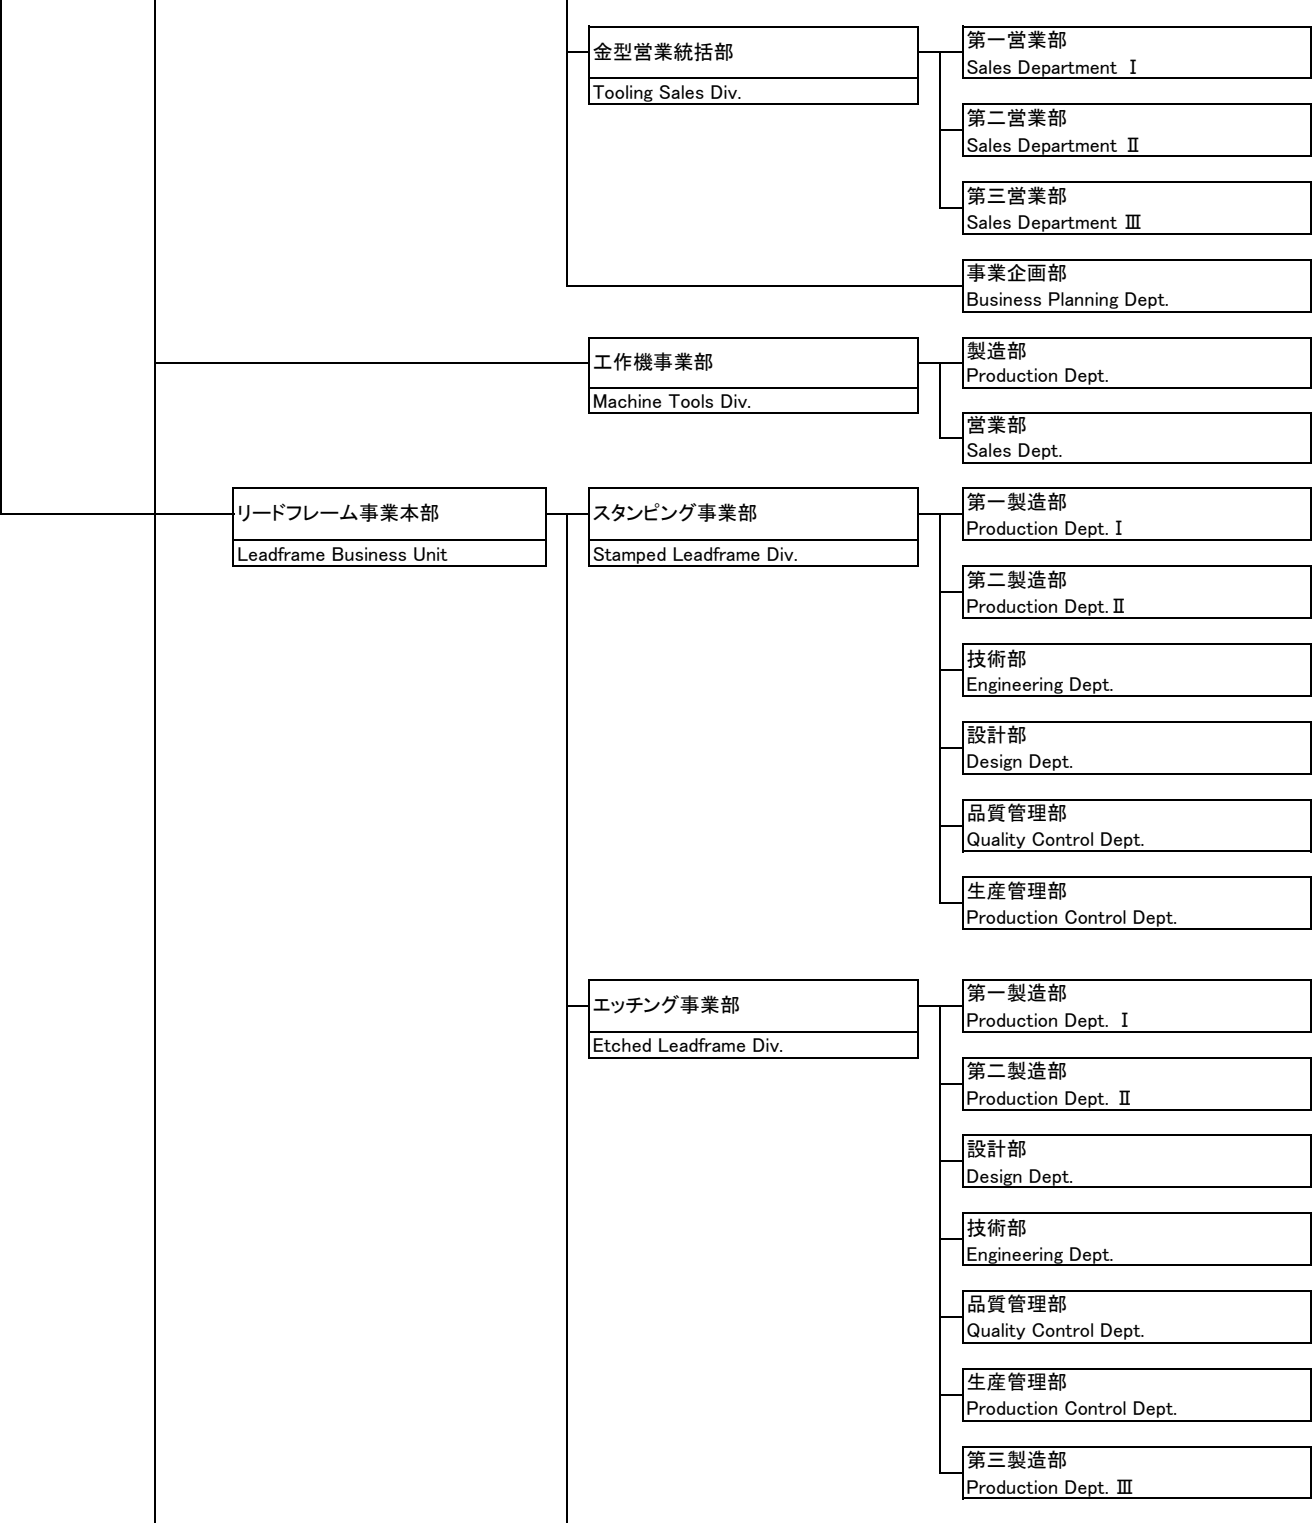 金型営業統括部
Tooling Sales Div.
第一営業部
Sales Department Ⅰ
第二営業部
Sales Department Ⅱ
第三営業部
Sales Department Ⅲ
事業企画部
Business Planning Dept.
工作機事業部
Machine Tools Div.
製造部
Production Dept.
営業部
Sales Dept.
リードフレーム事業本部
Leadframe Business Unit
スタンピング事業部
Stamped Leadframe Div.
第一製造部
Production Dept.Ⅰ
第二製造部
Production Dept.Ⅱ
技術部
Engineering Dept.
設計部
Design Dept.
品質管理部
Quality Control Dept.
生産管理部
Production Control Dept.
エッチング事業部
Etched Leadframe Div.
第一製造部
Production Dept. Ⅰ
第二製造部
Production Dept. Ⅱ
設計部
Design Dept.
技術部
Engineering Dept.
品質管理部
Quality Control Dept.
生産管理部
Production Control Dept.
第三製造部
Production Dept. Ⅲ